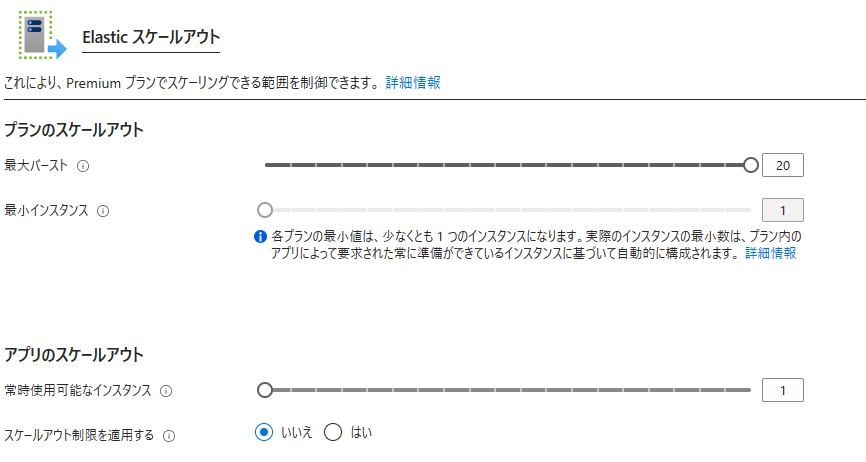 Elastic スケールアウト
これにより、Premium プランでスケーリングできる範囲を制御できます。 詳細情報
プランのスケールアウト
最大バースト 20
最小インスタンス 1
各プランの最小値は、少なくとも 1 つのインスタンスになります。実際のインスタンスの最小数は、プラン内の
アプリによって要求された常に準備ができているインスタンスに基づいて自動的に構成されます。 詳細情報
アプリのスケールアウト
常時使用可能なインスタンス 1
スケールアウト制限を適用する いいえ はい